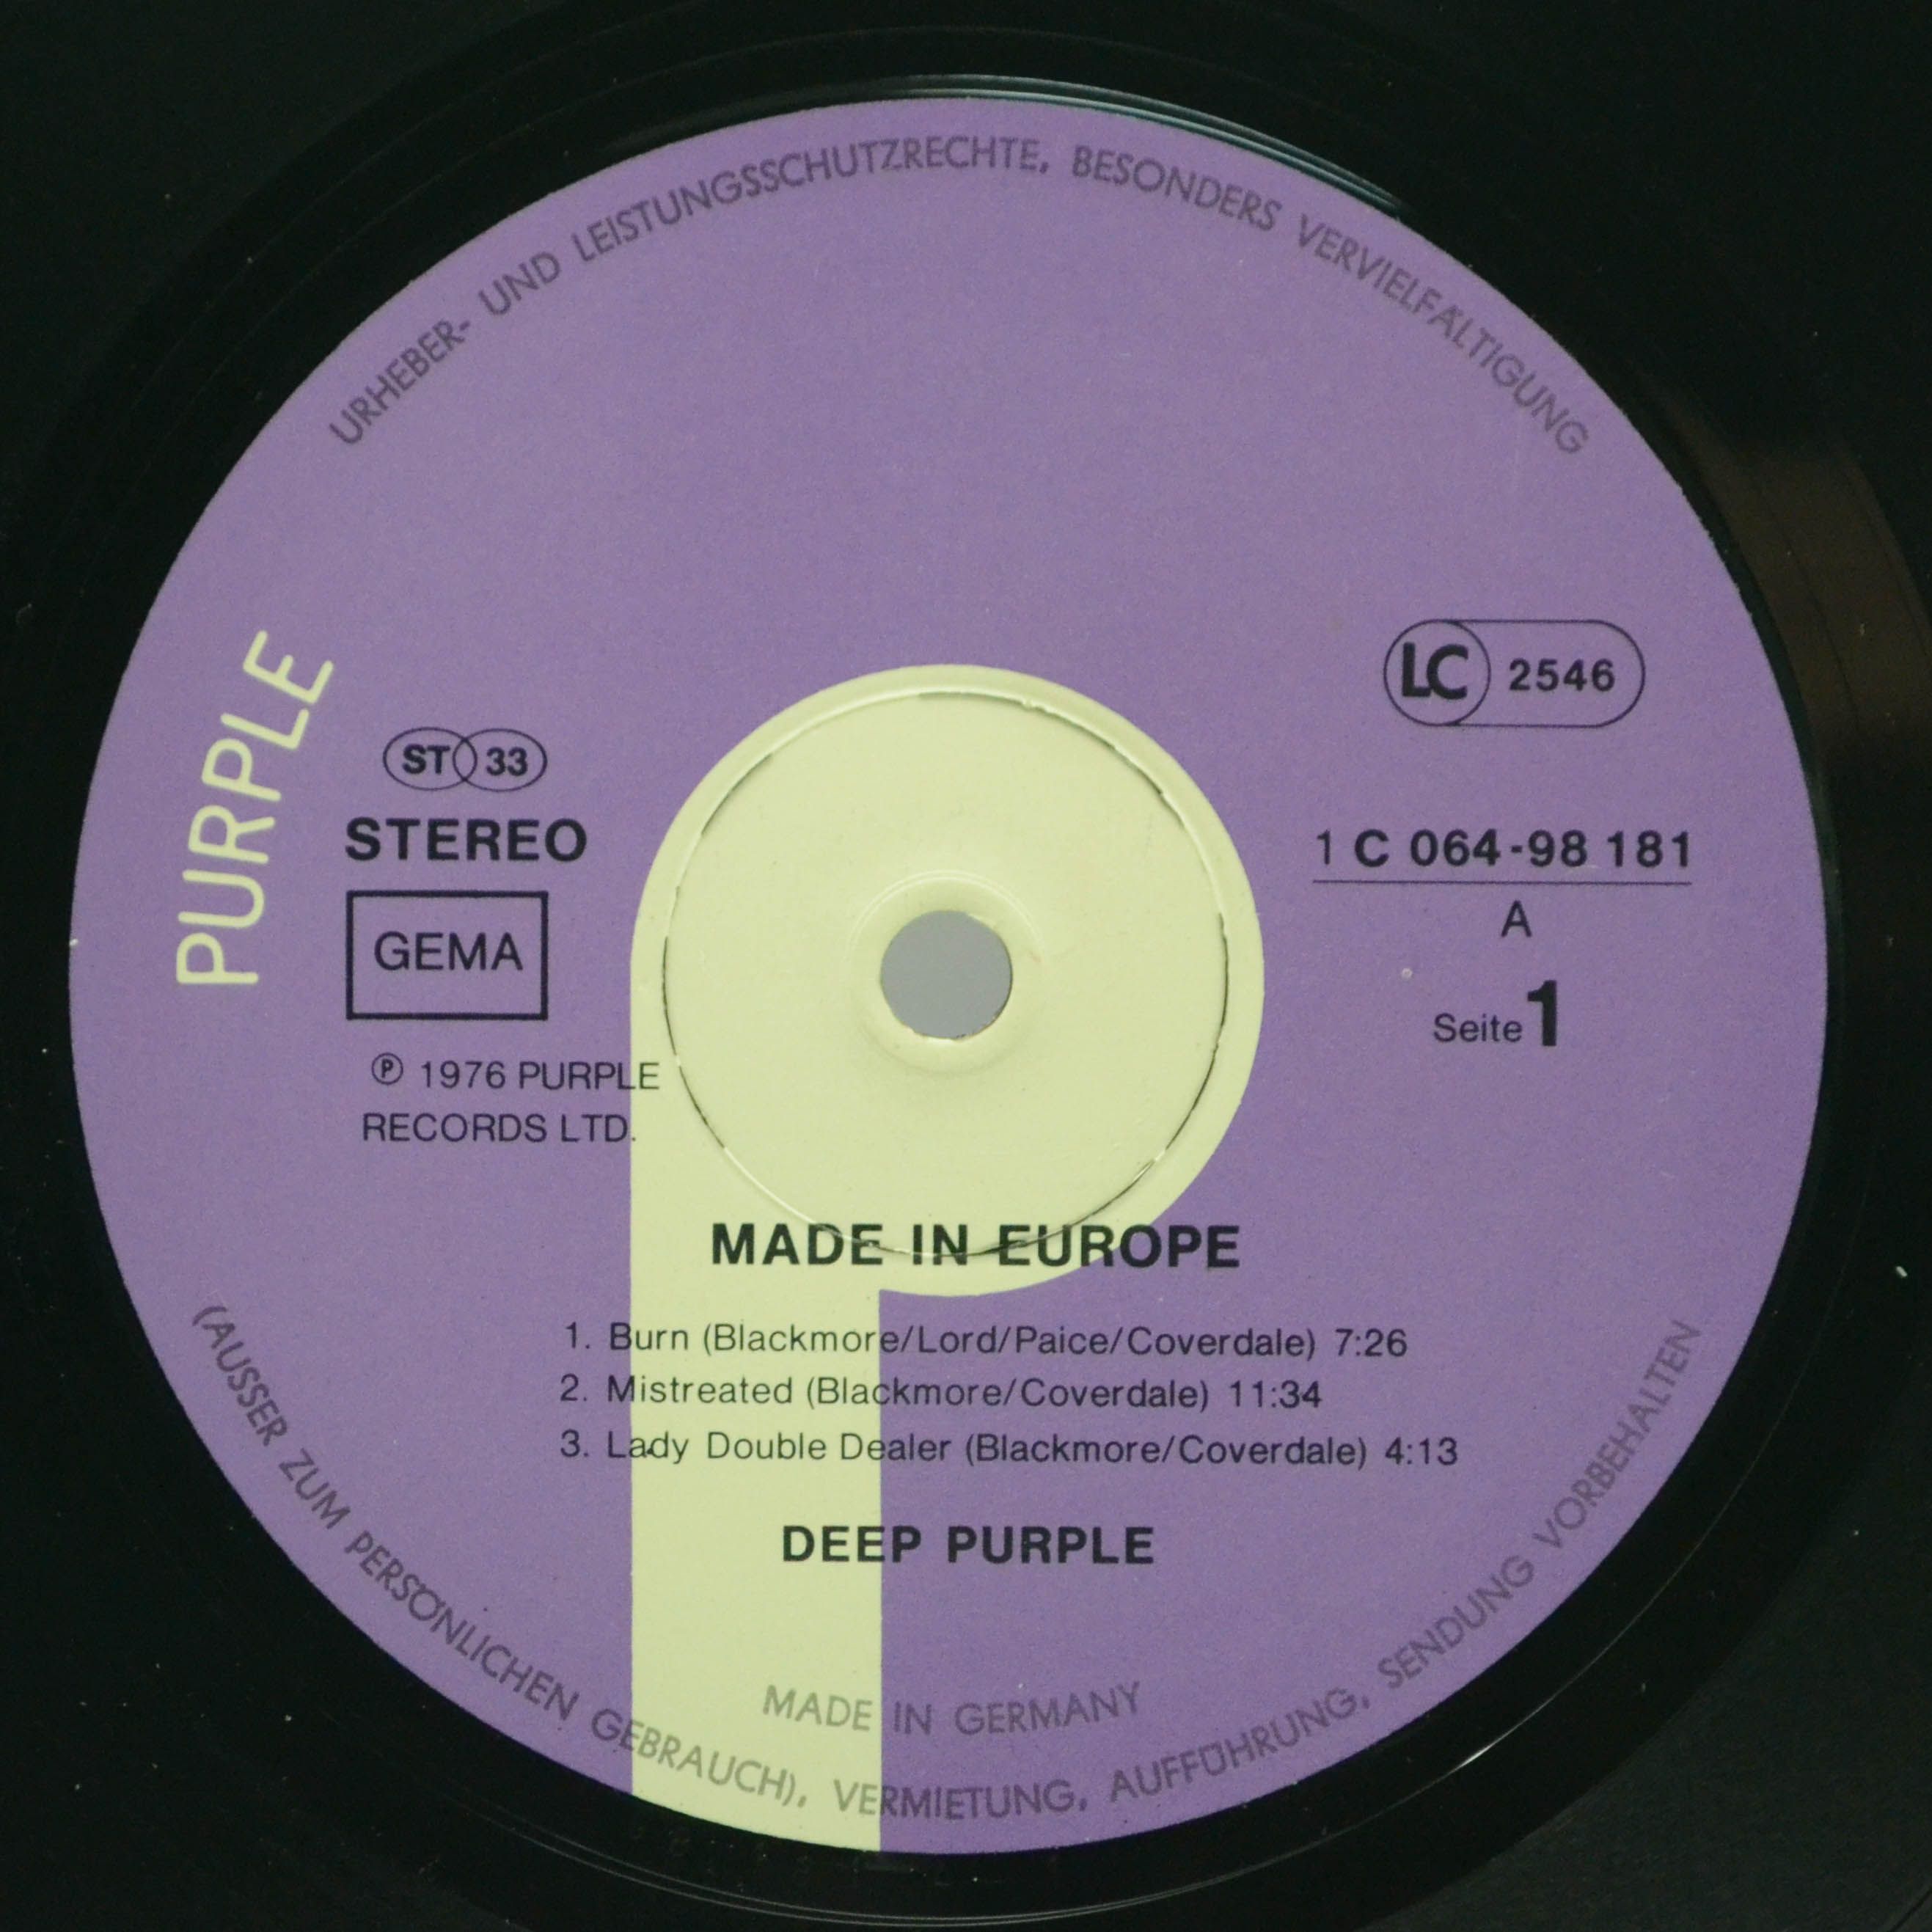 URHEBER- UND LEISTUNGSSCHUTZRECHTE, BESONDERS VERVIELFÄLTIGUNG
PURPLE
LC 2546
ST 33
STEREO
1 C 064-98 181
A
GEMA
Seite 1
℗ 1976 PURPLE
RECORDS LTD.
MADE IN EUROPE
1. Burn (Blackmore/Lord/Paice/Coverdale) 7:26
2. Mistreated (Blackmore/Coverdale) 11:34
3. Lady Double Dealer (Blackmore/Coverdale) 4:13
DEEP PURPLE
MADE IN GERMANY
(AUSSER ZUM PERSÖNLICHEN GEBRAUCH), VERMIETUNG, AUFFÜHRUNG, SENDUNG VORBEHALTEN